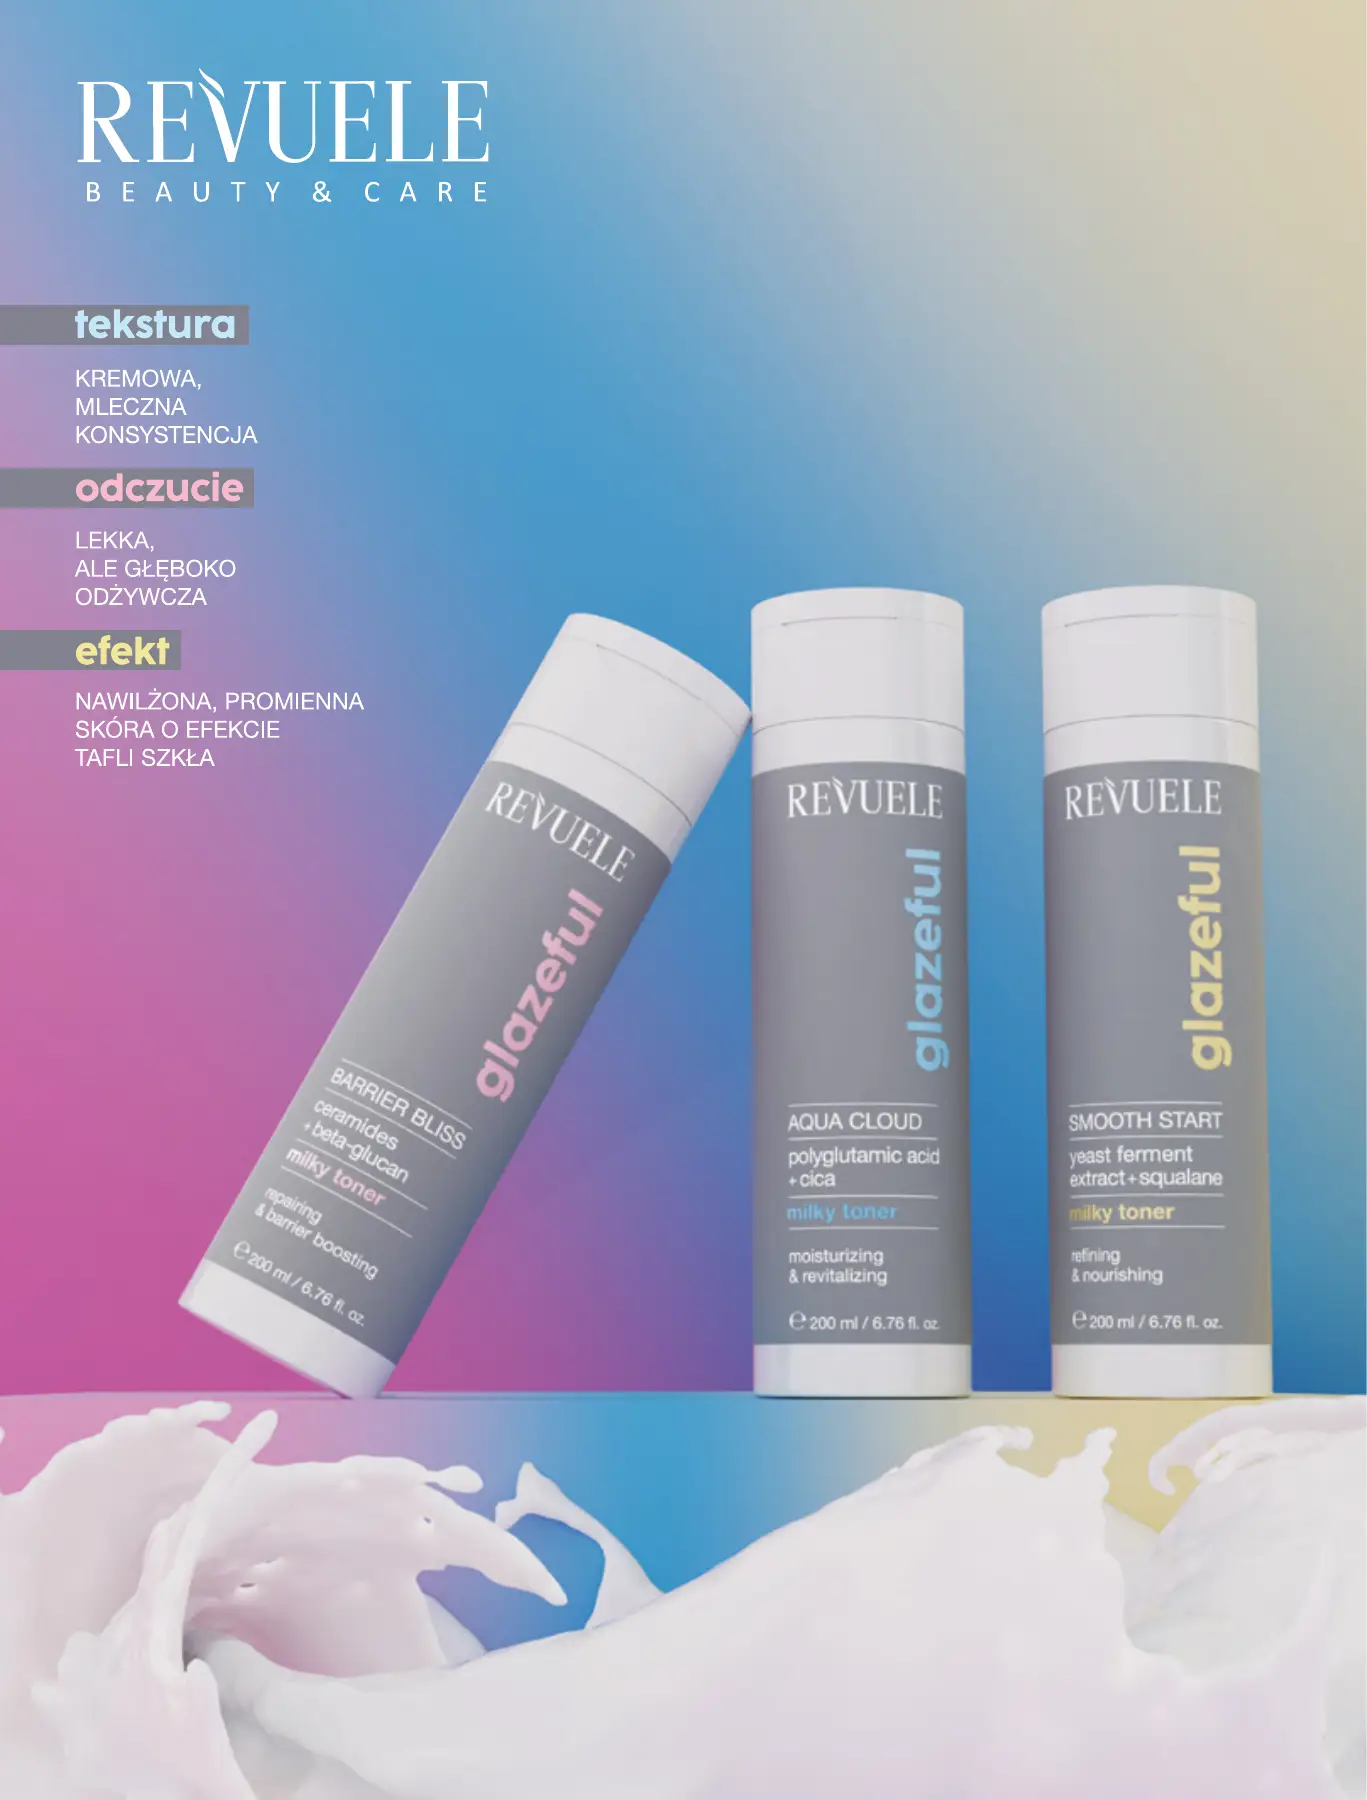 REVUELE
BEAUTY & CARE
tekstura
KREMOWA,
MLECZNA
KONSYSTENCJA
odczucie
LEKKA,
ALE GŁĘBOKO
ODŻYWCZA
efekt
NAWILŻONA, PROMIENNA
SKÓRA O EFEKCIE
TAFLI SZKŁA
REVUELE
glazeful
BARRIER BLISS
ceramides
+ beta-glucan
milky toner
repairing
& barrier boosting
℮ 200 ml / 6.76 fl. oz.
REVUELE
glazeful
AQUA CLOUD
polyglutamic acid
+ cica
milky toner
moisturizing
& revitalizing
℮ 200 ml / 6.76 fl. oz.
REVUELE
glazeful
SMOOTH START
yeast ferment
extract + squalane
milky toner
refining
& nourishing
℮ 200 ml / 6.76 fl. oz.